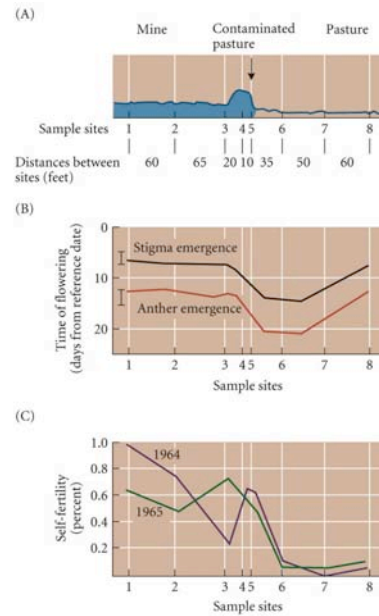 (A)
Mine
Contaminated
pasture
Pasture
Sample sites 1 2 3 4 5 6 7 8
Distances between
sites (feet)
60 65 20 10 35 50 60
(B)
Time of flowering
(days from reference date)
0
10
20
Stigma emergence
Anther emergence
1 2 3 4 5 6 7 8
Sample sites
(C)
Self-fertility
(percent)
1.0
0.8
0.6
0.4
0.2
1964
1965
1 2 3 4 5 6 7 8
Sample sites